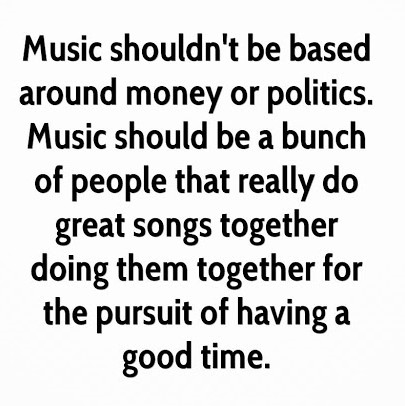 Music shouldn't be based
around money or politics.
Music should be a bunch
of people that really do
great songs together
doing them together for
the pursuit of having a
good time.